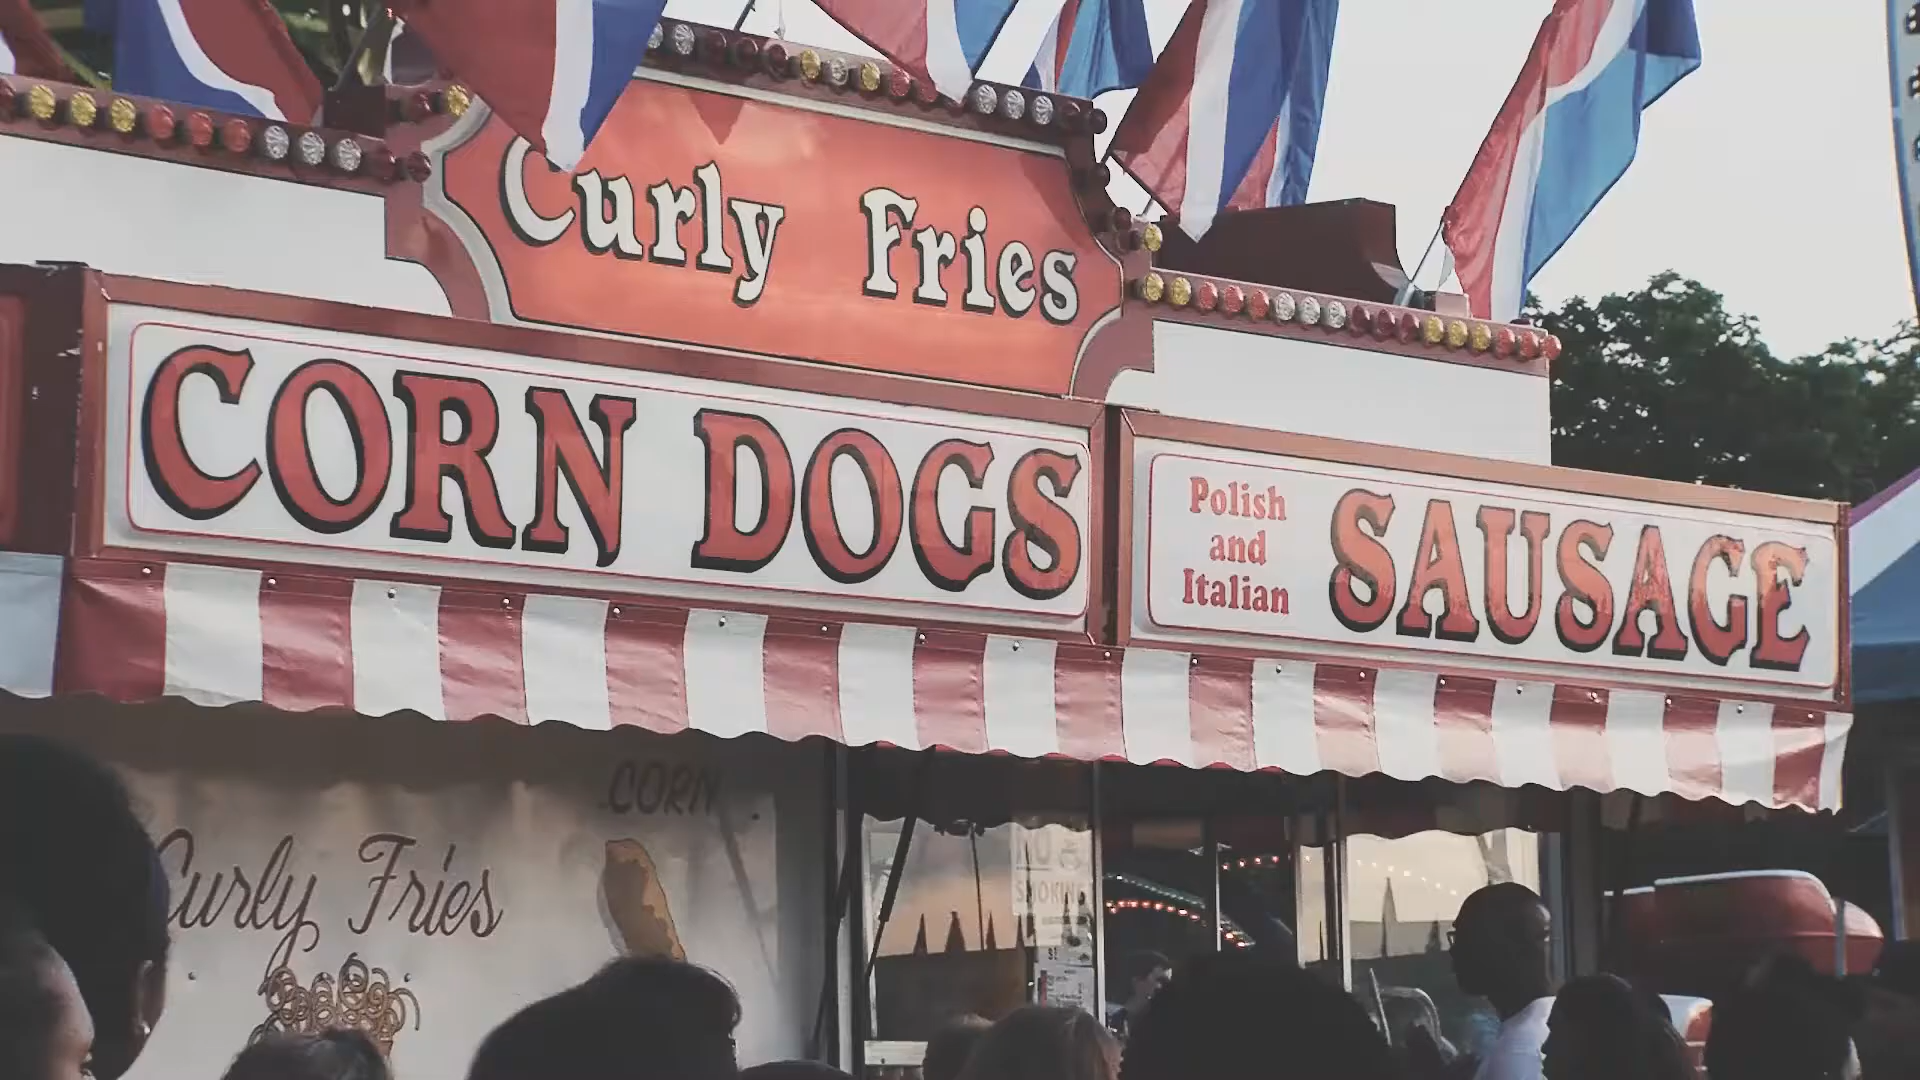 Curly Fries
CORN DOGS
Polish
and
Italian
SAUSAGE
CORN
Curly Fries
NO
SMOKING